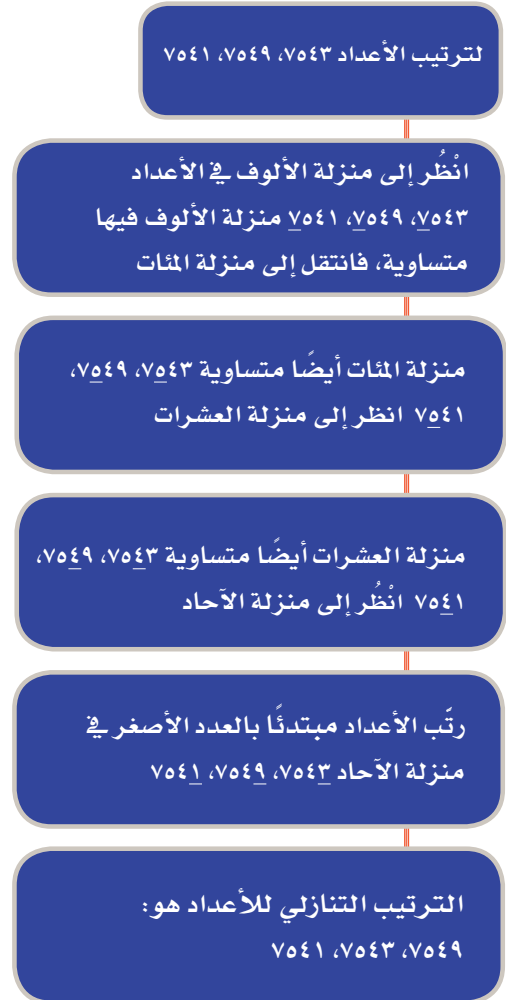 لترتيب الأعداد ٧٥٤٣، ٧٥٤٩، ٧٥٤١
انْظُر إلى منزلة الألوف في الأعداد
٧٥٤٣، ٧٥٤٩، ٧٥٤١ منزلة الألوف فيها
متساوية، فانتقل إلى منزلة المئات
منزلة المئات أيضًا متساوية ٧٥٤٣، ٧٥٤٩،
٧٥٤١ انظر إلى منزلة العشرات
منزلة العشرات أيضًا متساوية ٧٥٤٣، ٧٥٤٩،
٧٥٤١ انْظُر إلى منزلة الآحاد
رتّب الأعداد مبتدئًا بالعدد الأصغر في
منزلة الآحاد ٧٥٤٣، ٧٥٤٩، ٧٥٤١
الترتيب التنازلي للأعداد هو:
٧٥٤٩، ٧٥٤٣، ٧٥٤١